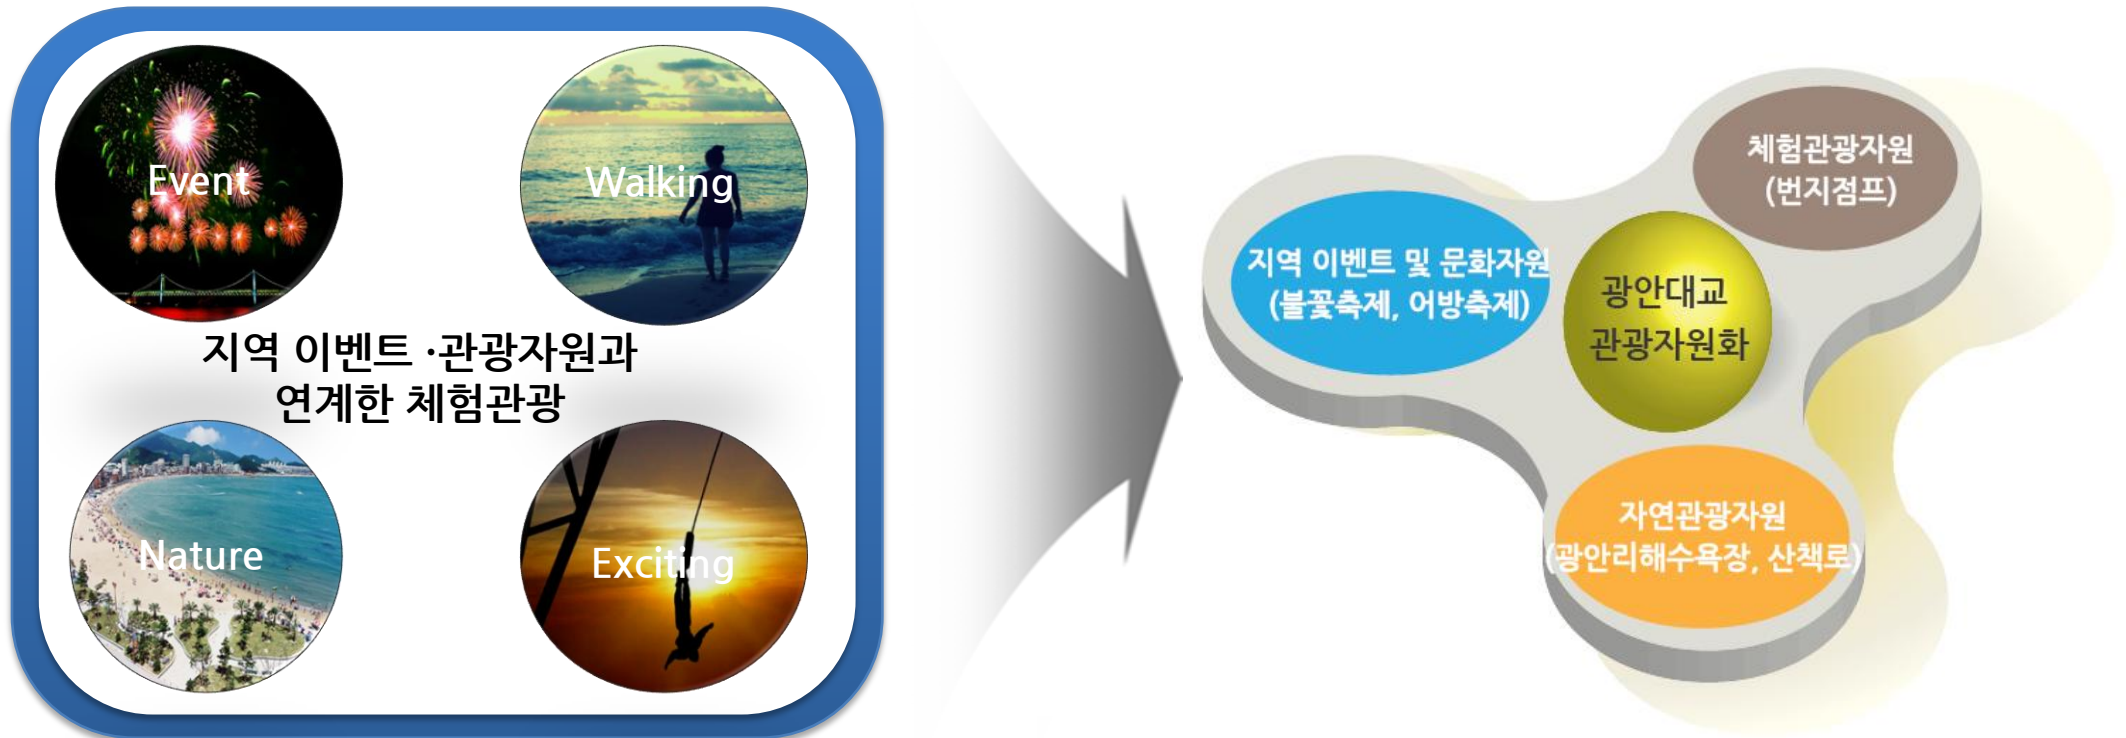 Event
Walking
지역 이벤트 ·관광자원과
연계한 체험관광
Nature
Exciting
체험관광자원
(번지점프)
지역 이벤트 및 문화자원
(불꽃축제, 어방축제)
광안대교
관광자원화
자연관광자원
(광안리해수욕장, 산책로)